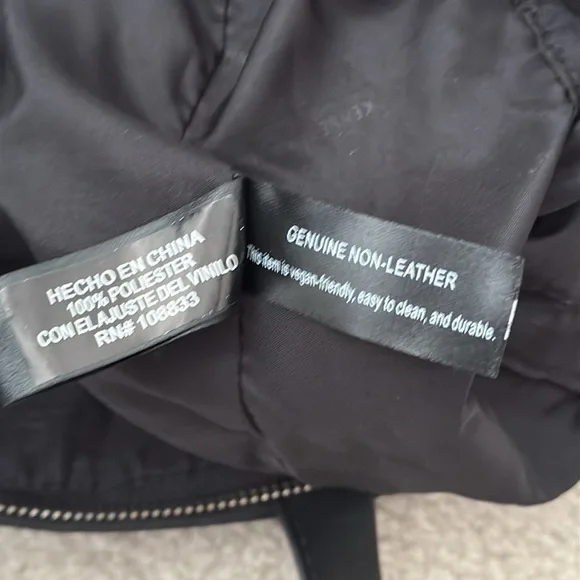 HECHO EN CHINA
100% POLIESTER
CON EL AJUSTE DEL VINILO
RN# 108833
GENUINE NON-LEATHER
This item is vegan-friendly, easy to clean, and durable.